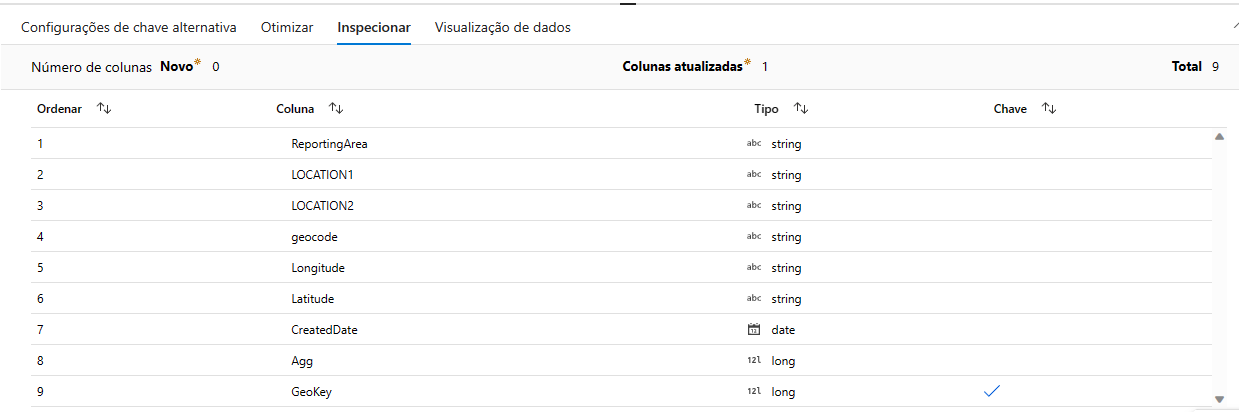 Configurações de chave alternativa Otimizar Inspecionar Visualização de dados
Número de colunas Novo* 0 Colunas atualizadas* 1 Total 9
Ordenar Coluna Tipo Chave
1 ReportingArea abc string
2 LOCATION1 abc string
3 LOCATION2 abc string
4 geocode abc string
5 Longitude abc string
6 Latitude abc string
7 CreatedDate 12 date
8 Agg 12l long
9 GeoKey 12l long